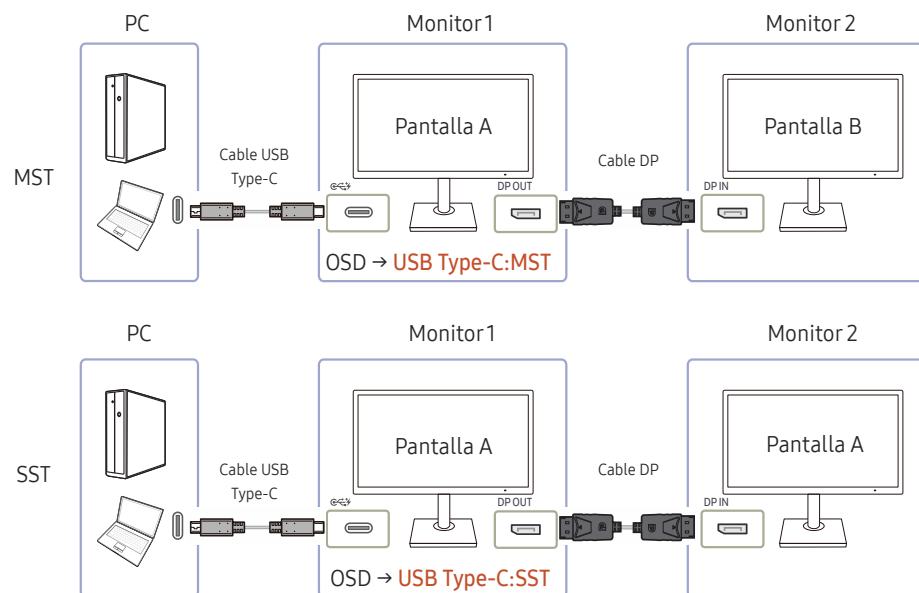 PC
Monitor 1
Monitor 2
MST
Cable USB
Type-C
Pantalla A
DP OUT
Cable DP
DP IN
Pantalla B
OSD → USB Type-C:MST
PC
Monitor 1
Monitor 2
SST
Cable USB
Type-C
Pantalla A
DP OUT
Cable DP
DP IN
Pantalla A
OSD → USB Type-C:SST